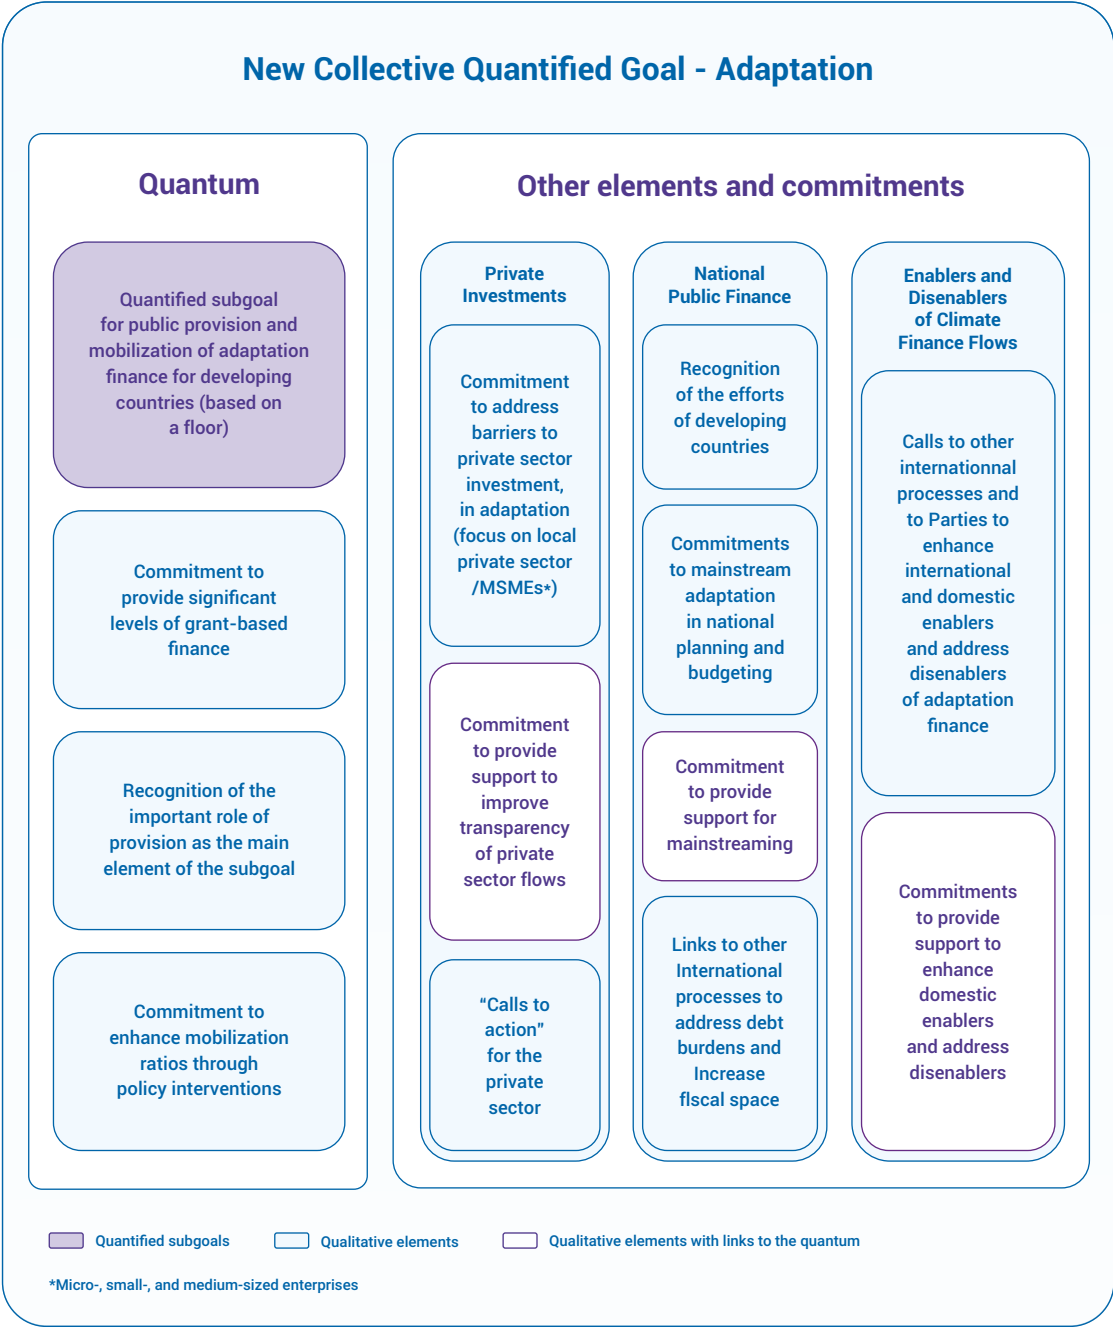 New Collective Quantified Goal - Adaptation
Quantum
Quantified subgoal
for public provision and
mobilization of adaptation
finance for developing
countries (based on
a floor)
Commitment to
provide significant
levels of grant-based
finance
Recognition of the
important role of
provision as the main
element of the subgoal
Commitment to
enhance mobilization
ratios through
policy interventions
Other elements and commitments
Private
Investments
Commitment
to address
barriers to
private sector
investment,
in adaptation
(focus on local
private sector
/MSMEs*)
Commitment
to provide
support to
improve
transparency
of private
sector flows
“Calls to
action”
for the
private
sector
National
Public Finance
Recognition
of the efforts
of developing
countries
Commitments
to mainstream
adaptation
in national
planning and
budgeting
Commitment
to provide
support for
mainstreaming
Links to other
International
processes to
address debt
burdens and
Increase
fIscal space
Enablers and
Disenablers
of Climate
Finance Flows
Calls to other
internationnal
processes and
to Parties to
enhance
international
and domestic
enablers
and address
disenablers
of adaptation
finance
Commitments
to provide
support to
enhance
domestic
enablers
and address
disenablers
Quantified subgoals
Qualitative elements
Qualitative elements with links to the quantum
*Micro-, small-, and medium-sized enterprises